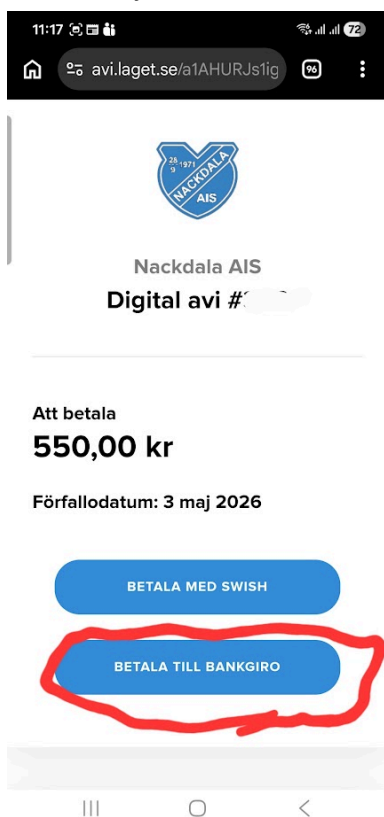 11:17
72
avi.laget.se/a1AHURJs1ig
96
28 1971
9
NACKDALA
AIS
Nackdala AIS
Digital avi #
Att betala
550,00 kr
Förfallodatum: 3 maj 2026
BETALA MED SWISH
BETALA TILL BANKGIRO